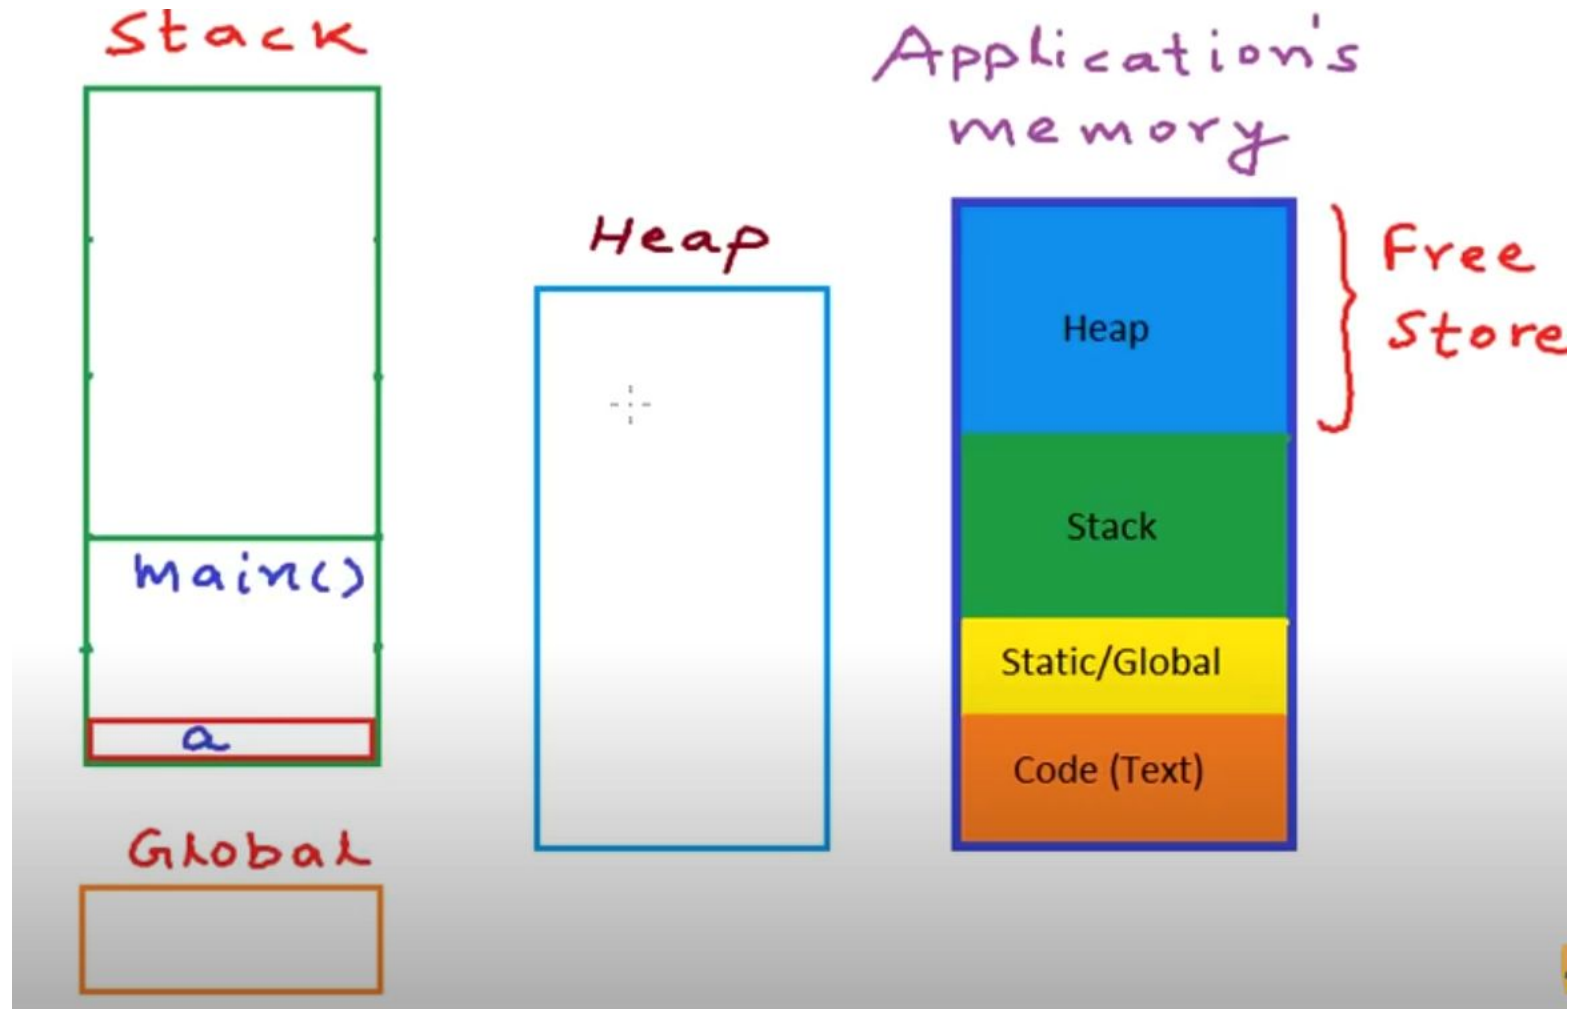 Stack
main()
a
Global
Heap
Application's
memory
Heap
Stack
Static/Global
Code (Text)
Free
Store